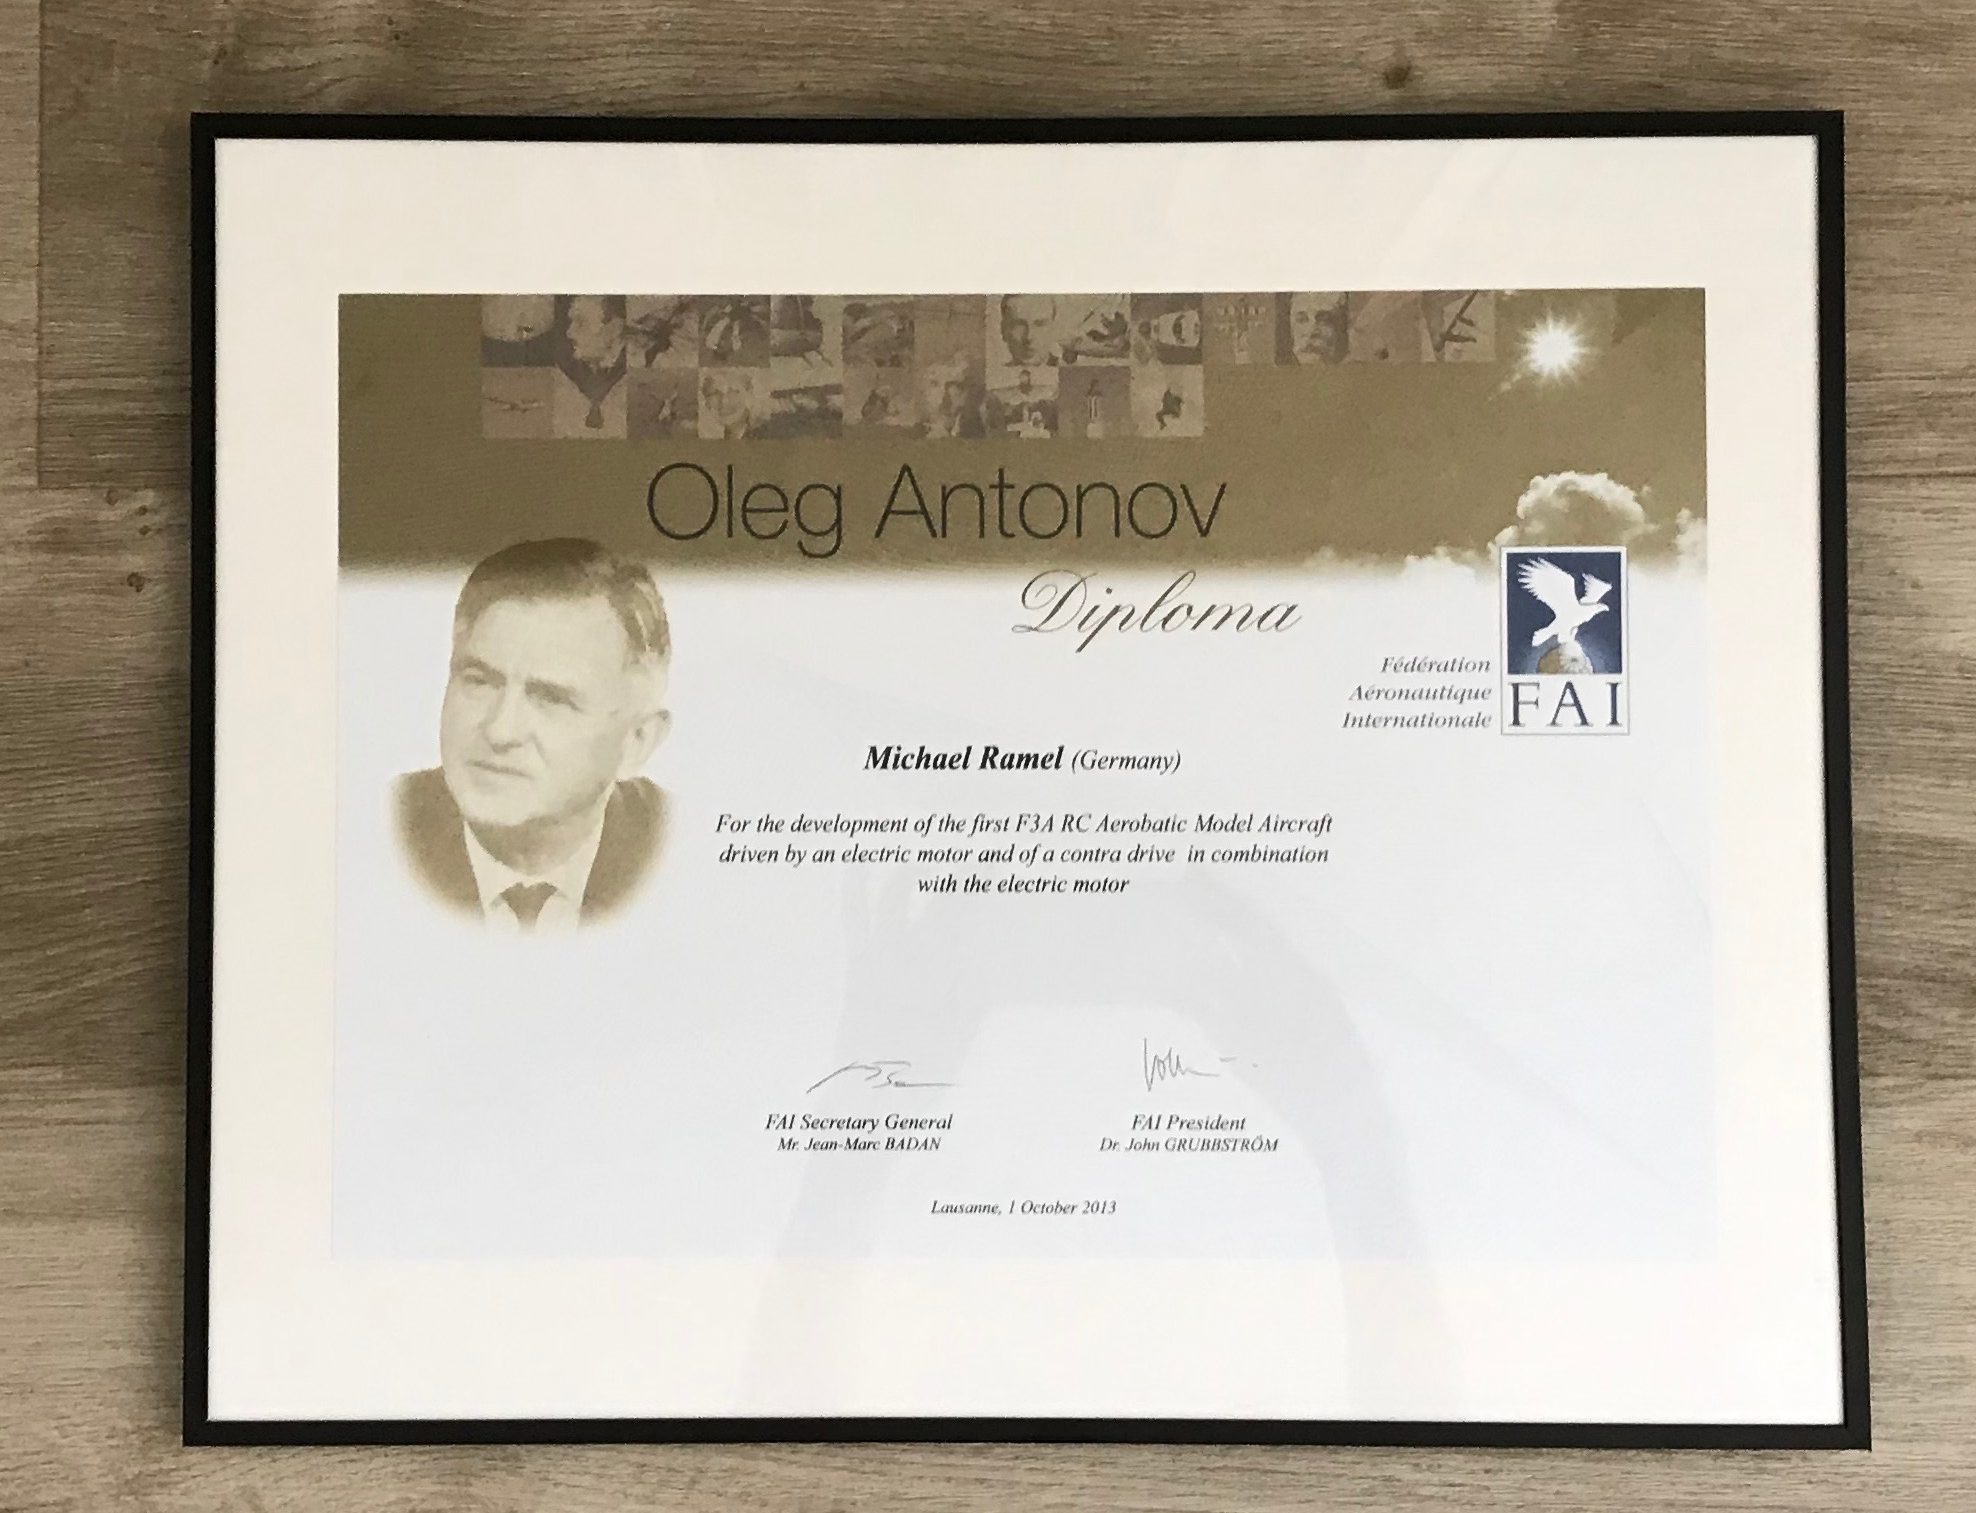 Oleg Antonov
Diploma
Fédération
Aéronautique
Internationale
FAI
Michael Ramel (Germany)
For the development of the first F3A RC Aerobatic Model Aircraft
driven by an electric motor and of a contra drive in combination
with the electric motor
FAI Secretary General
Mr. Jean-Marc BADAN
FAI President
Dr. John GRUBBSTRÖM
Lausanne, 1 October 2013